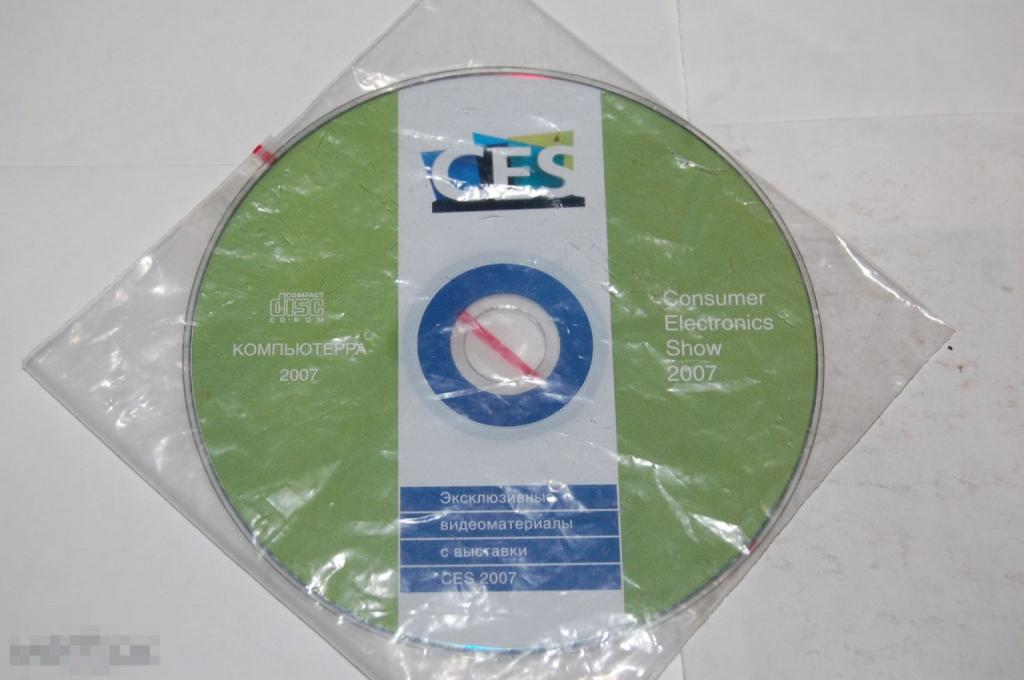 CES
COMPACT
disc
CD-ROM
КОМПЬЮТЕРРА
2007
Consumer
Electronics
Show
2007
Эксклюзивные
видеоматериалы
с выставки
CES 2007